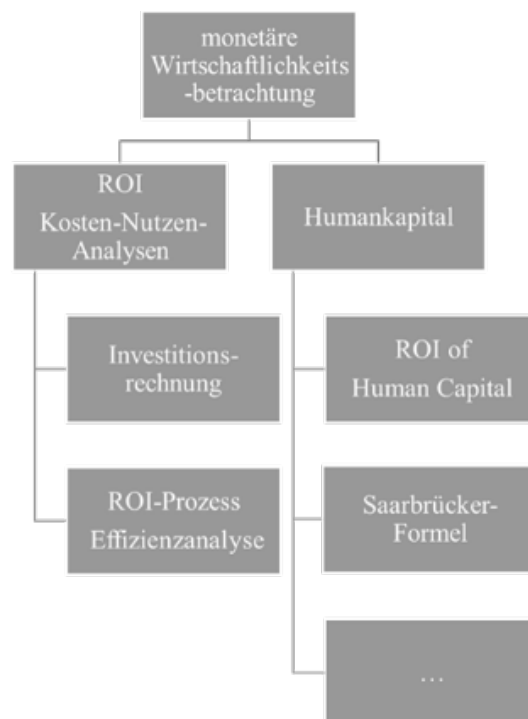 monetäre
Wirtschaftlichkeits
-betrachtung
ROI
Kosten-Nutzen-
Analysen
Humankapital
Investitions-
rechnung
ROI of
Human Capital
ROI-Prozess
Effizienzanalyse
Saarbrücker-
Formel
…